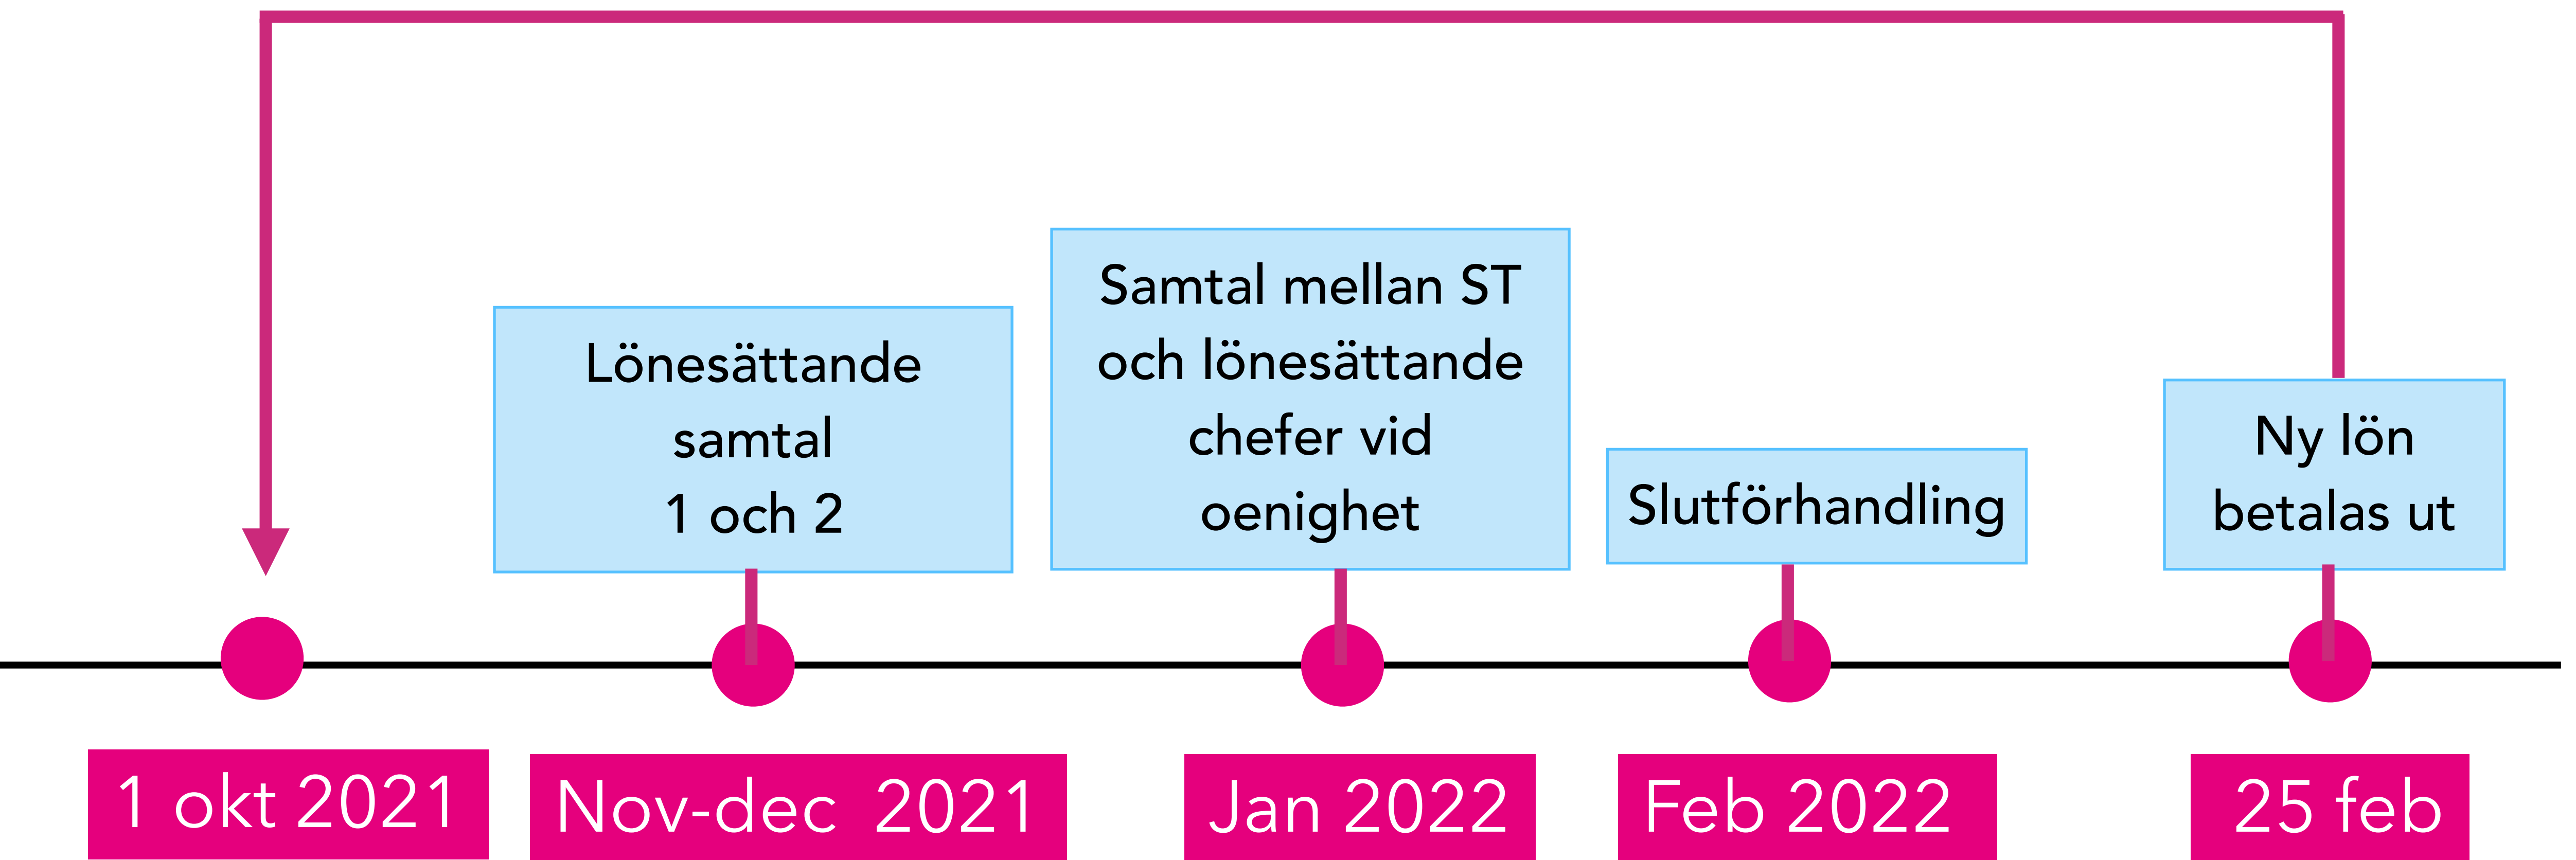 Lönesättande
samtal
1 och 2
Samtal mellan ST
och lönesättande
chefer vid
oenighet
Slutförhandling
Ny lön
betalas ut
1 okt 2021
Nov-dec 2021
Jan 2022
Feb 2022
25 feb